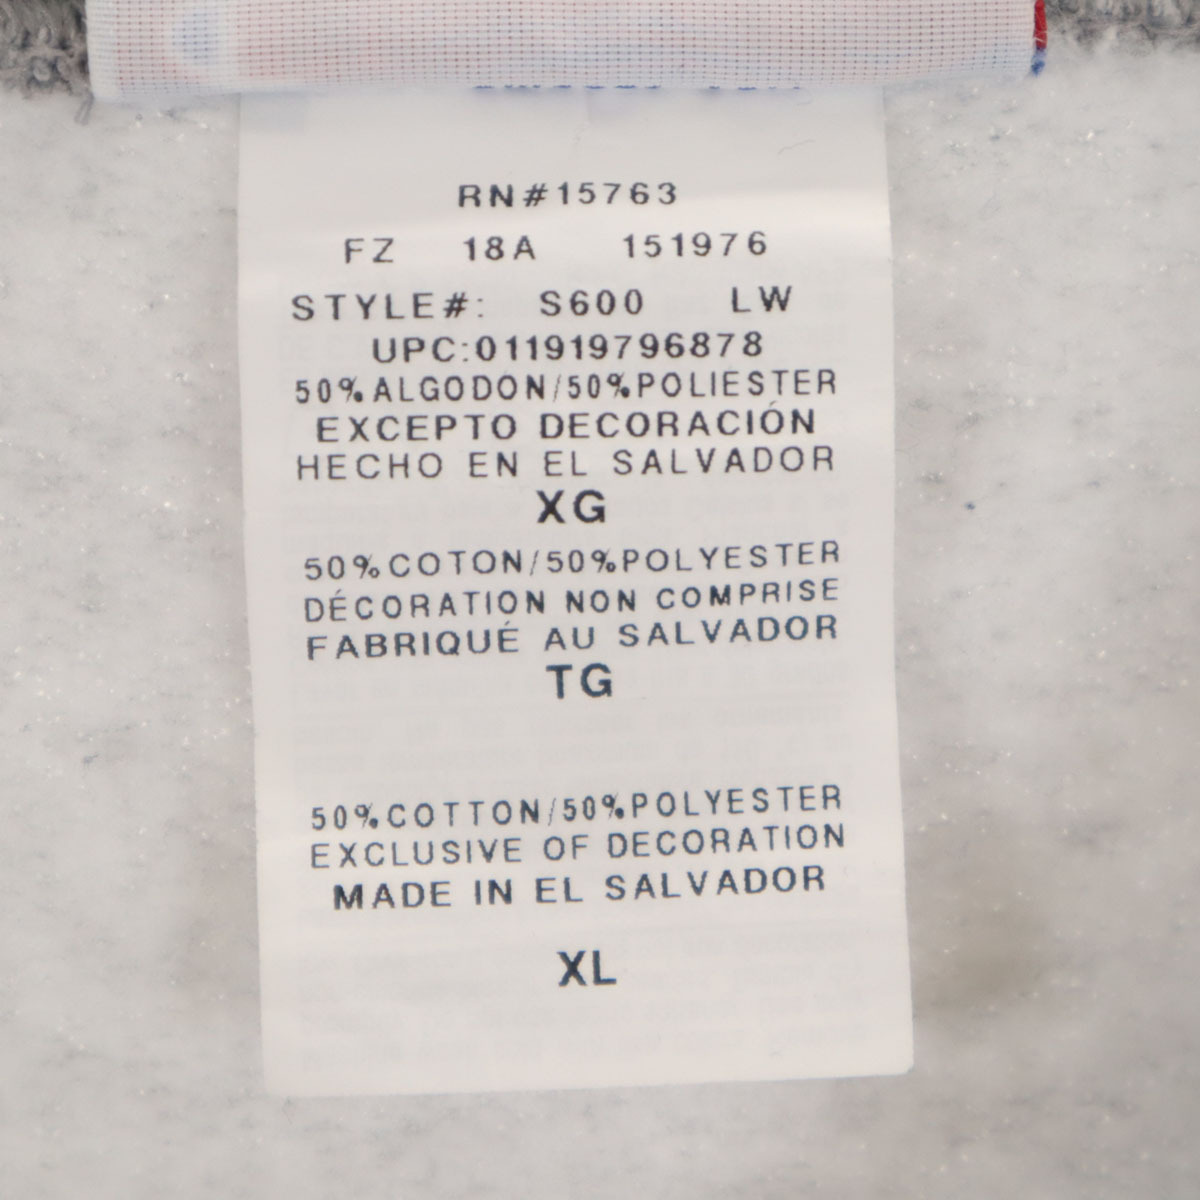 RN#15763
FZ 18A 151976
STYLE#: S600 LW
UPC:011919796878
50%ALGODÓN/50%POLIESTER
EXCEPTO DECORACIÓN
HECHO EN EL SALVADOR
XG
50%COTON/50%POLYESTER
DÉCORATION NON COMPRISE
FABRIQUÉ AU SALVADOR
TG
50%COTTON/50%POLYESTER
EXCLUSIVE OF DECORATION
MADE IN EL SALVADOR
XL